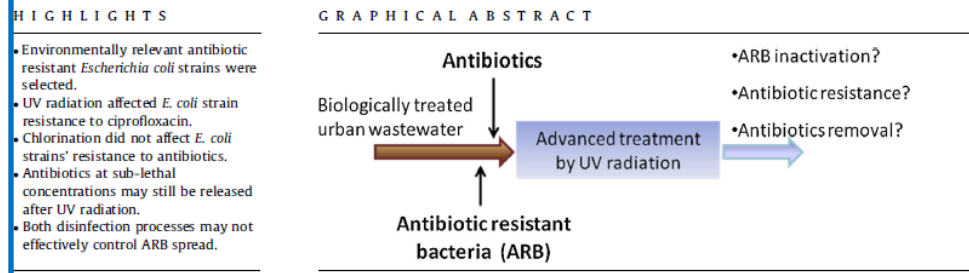 HIGHLIGHTS
• Environmentally relevant antibiotic
resistant Escherichia coli strains were
selected.
• UV radiation affected E. coli strain
resistance to ciprofloxacin.
• Chlorination did not affect E. coli
strains' resistance to antibiotics.
• Antibiotics at sub-lethal
concentrations may still be released
after UV radiation.
• Both disinfection processes may not
effectively control ARB spread.
GRAPHICAL ABSTRACT
Antibiotics
Biologically treated
urban wastewater
Advanced treatment
by UV radiation
Antibiotic resistant
bacteria (ARB)
•ARB inactivation?
•Antibiotic resistance?
•Antibiotics removal?